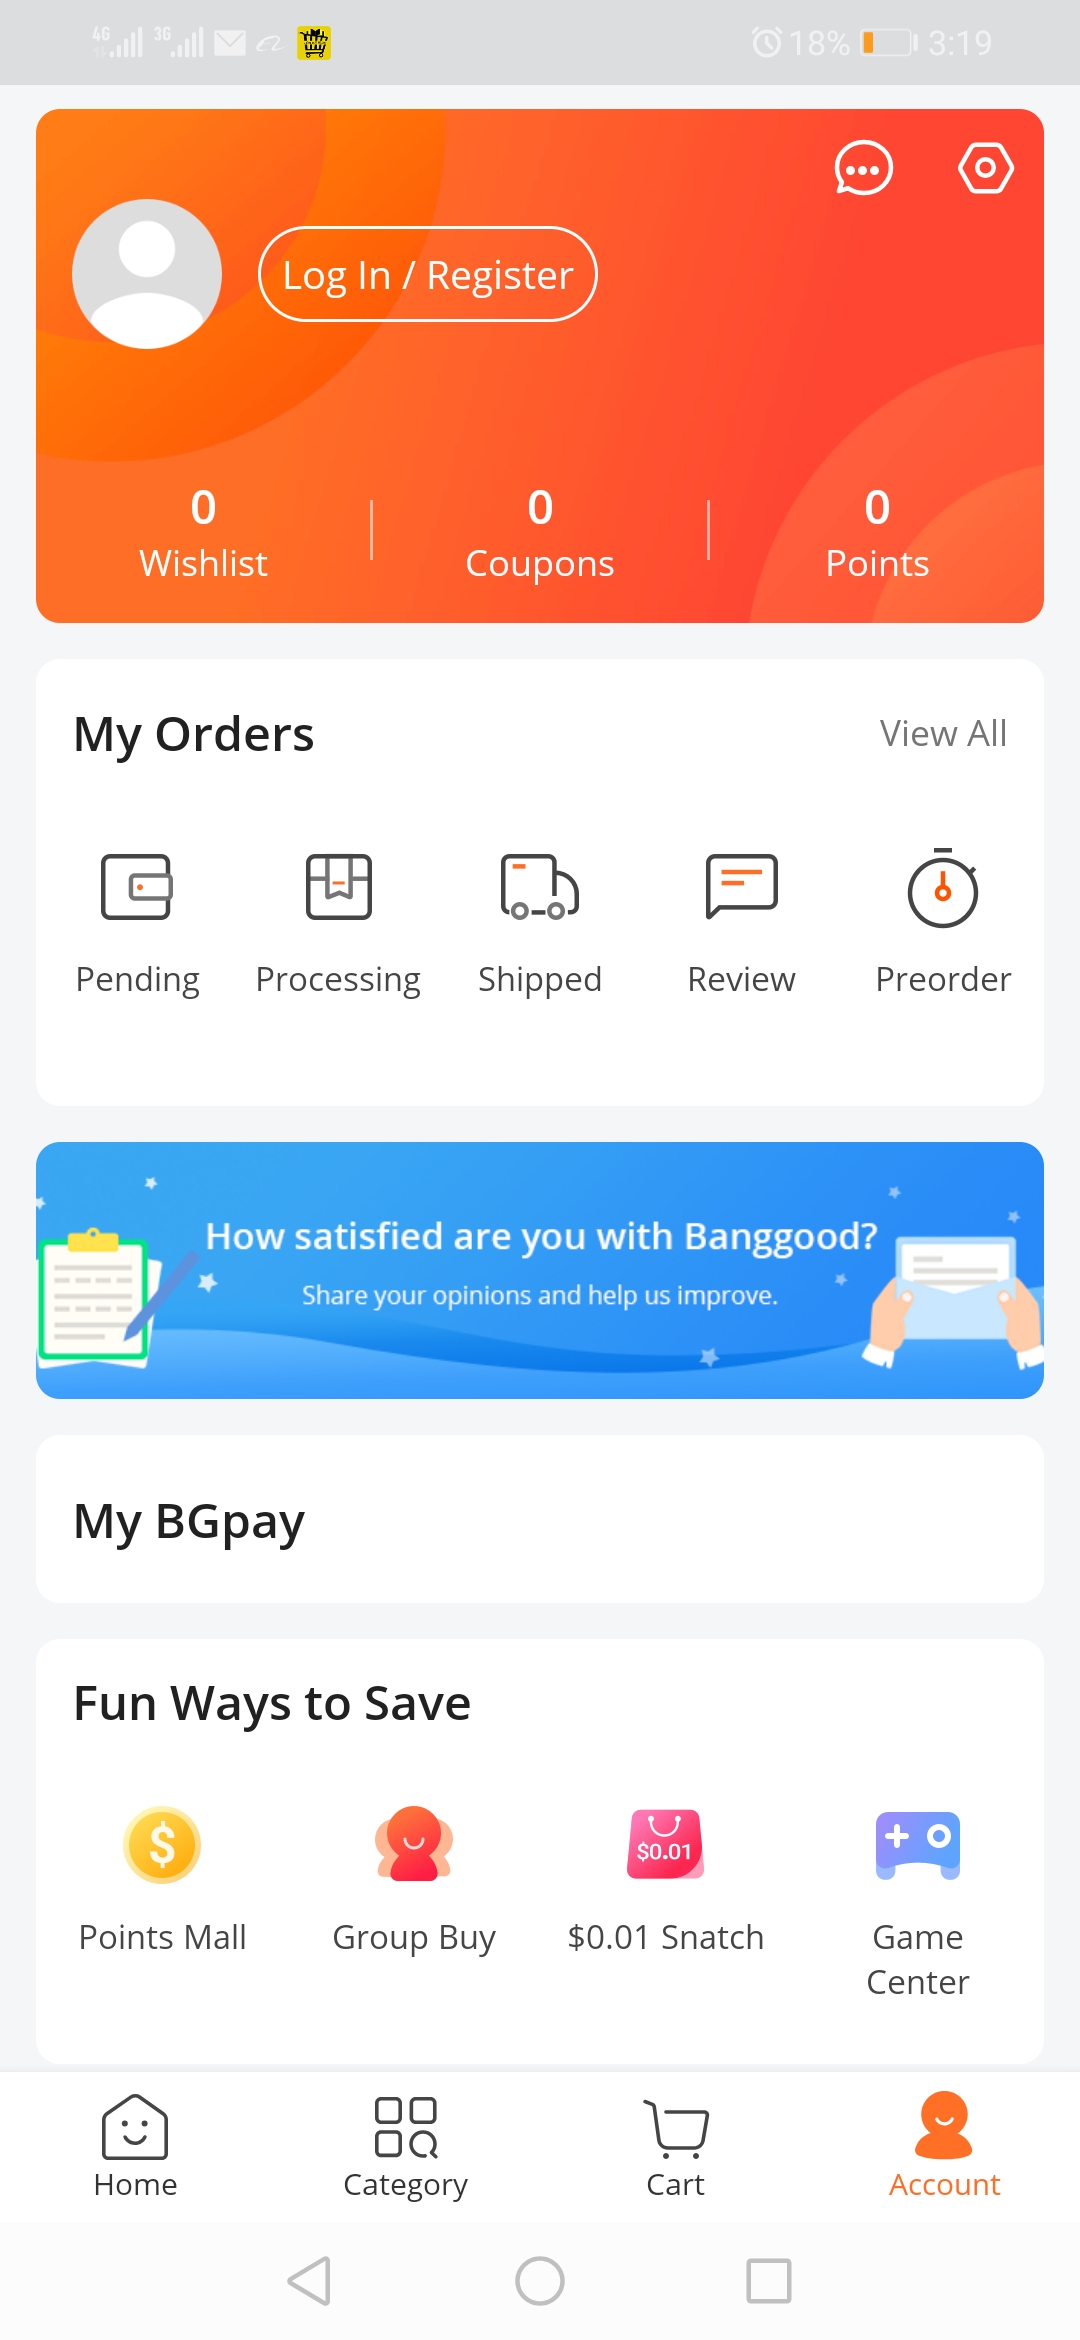 4G 3G 18% 3:19
Log In / Register
0 0 0
Wishlist Coupons Points
My Orders View All
Pending Processing Shipped Review Preorder
How satisfied are you with Banggood?
Share your opinions and help us improve.
My BGpay
Fun Ways to Save
$ $0.01
Points Mall Group Buy $0.01 Snatch Game
Center
Home Category Cart Account